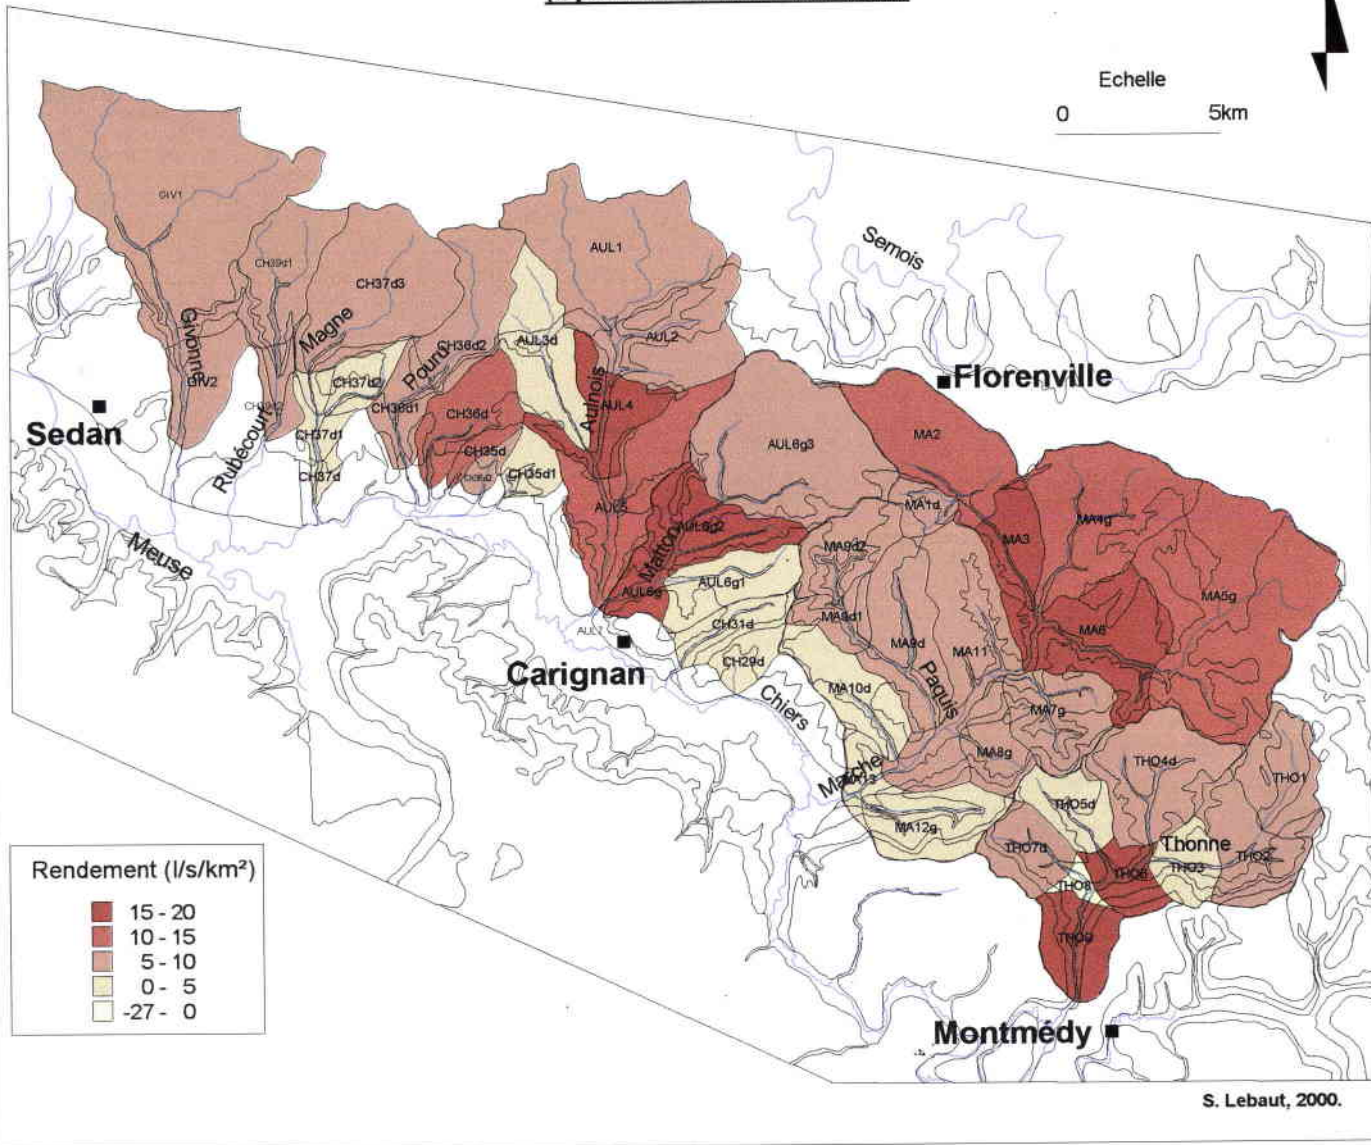 Echelle
0 5km
GIV1
AUL1
Semois
CH39d1
CH37d3
Givonne
Magne
Pouru
CH36d2
AUL3d
AUL2
GIV2
CH37d2
Florenville
Sedan
Rubécourt
CH36d1
CH36d
Aulnois
AUL4
MA2
CH37d1
AUL6g3
CH35d
CH37d
CH35d1
AUL5
MA1d
MA4g
AUL6g2
MA3
Meuse
Matton
MA9d2
AUL6g1
AUL6g
MA5g
CH31d
MA9d1
MA6
AUL7
MA9d
MA11
Carignan
CH29d
Paquis
MA10d
Chiers
MA7g
MA8g
THO4d
Marche
MA13
THO1
THO5d
MA12g
THO7d
Thonne
THO2
THO3
THO6
THO8
THO9
Rendement (l/s/km²)
15 - 20
10 - 15
5 - 10
0 - 5
-27 - 0
Montmédy
S. Lebaut, 2000.